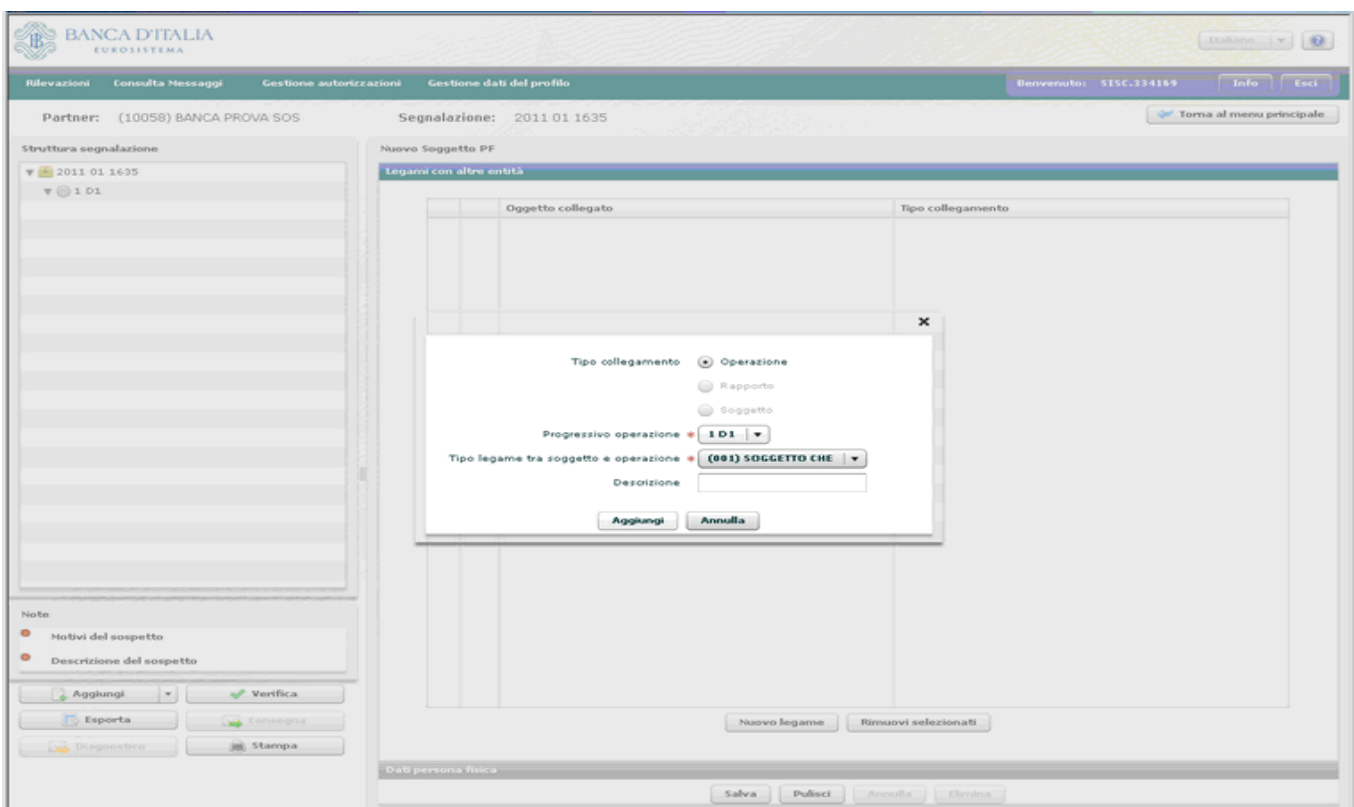 BANCA D'ITALIA
EUROSISTEMA
Italiano
Rilevazioni Consulta Messaggi Gestione autorizzazioni Gestione dati del profilo Benvenuto: SISC.334169 Info Esci
Partner: (10058) BANCA PROVA SOS Segnalazione: 2011 01 1635 Torna al menu principale
Struttura segnalazione Nuovo Soggetto PF
2011 01 1635 Legami con altre entità
1 D1
Oggetto collegato Tipo collegamento
Tipo collegamento Operazione
Rapporto
Soggetto
Progressivo operazione * 1 D1
Tipo legame tra soggetto e operazione * (001) SOGGETTO CHE
Descrizione
Aggiungi Annulla
Note
Motivi del sospetto
Descrizione del sospetto
Aggiungi Verifica
Esporta Consegna
Nuovo legame Rimuovi selezionati
Diagnostico Stampa
Dati persona fisica
Salva Pulisci Annulla Elimina